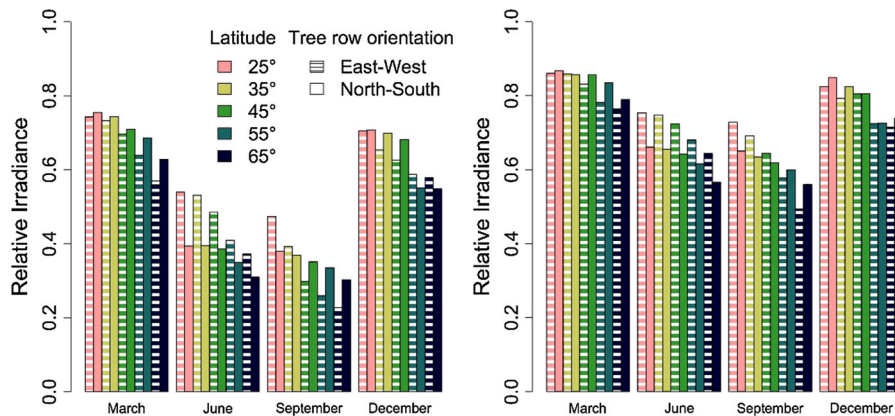 Latitude Tree row orientation
25° East-West
35° North-South
45°
55°
65°
Relative Irradiance
1.0
0.8
0.6
0.4
0.2
0.0
March June September December
Relative Irradiance
1.0
0.8
0.6
0.4
0.2
0.0
March June September December